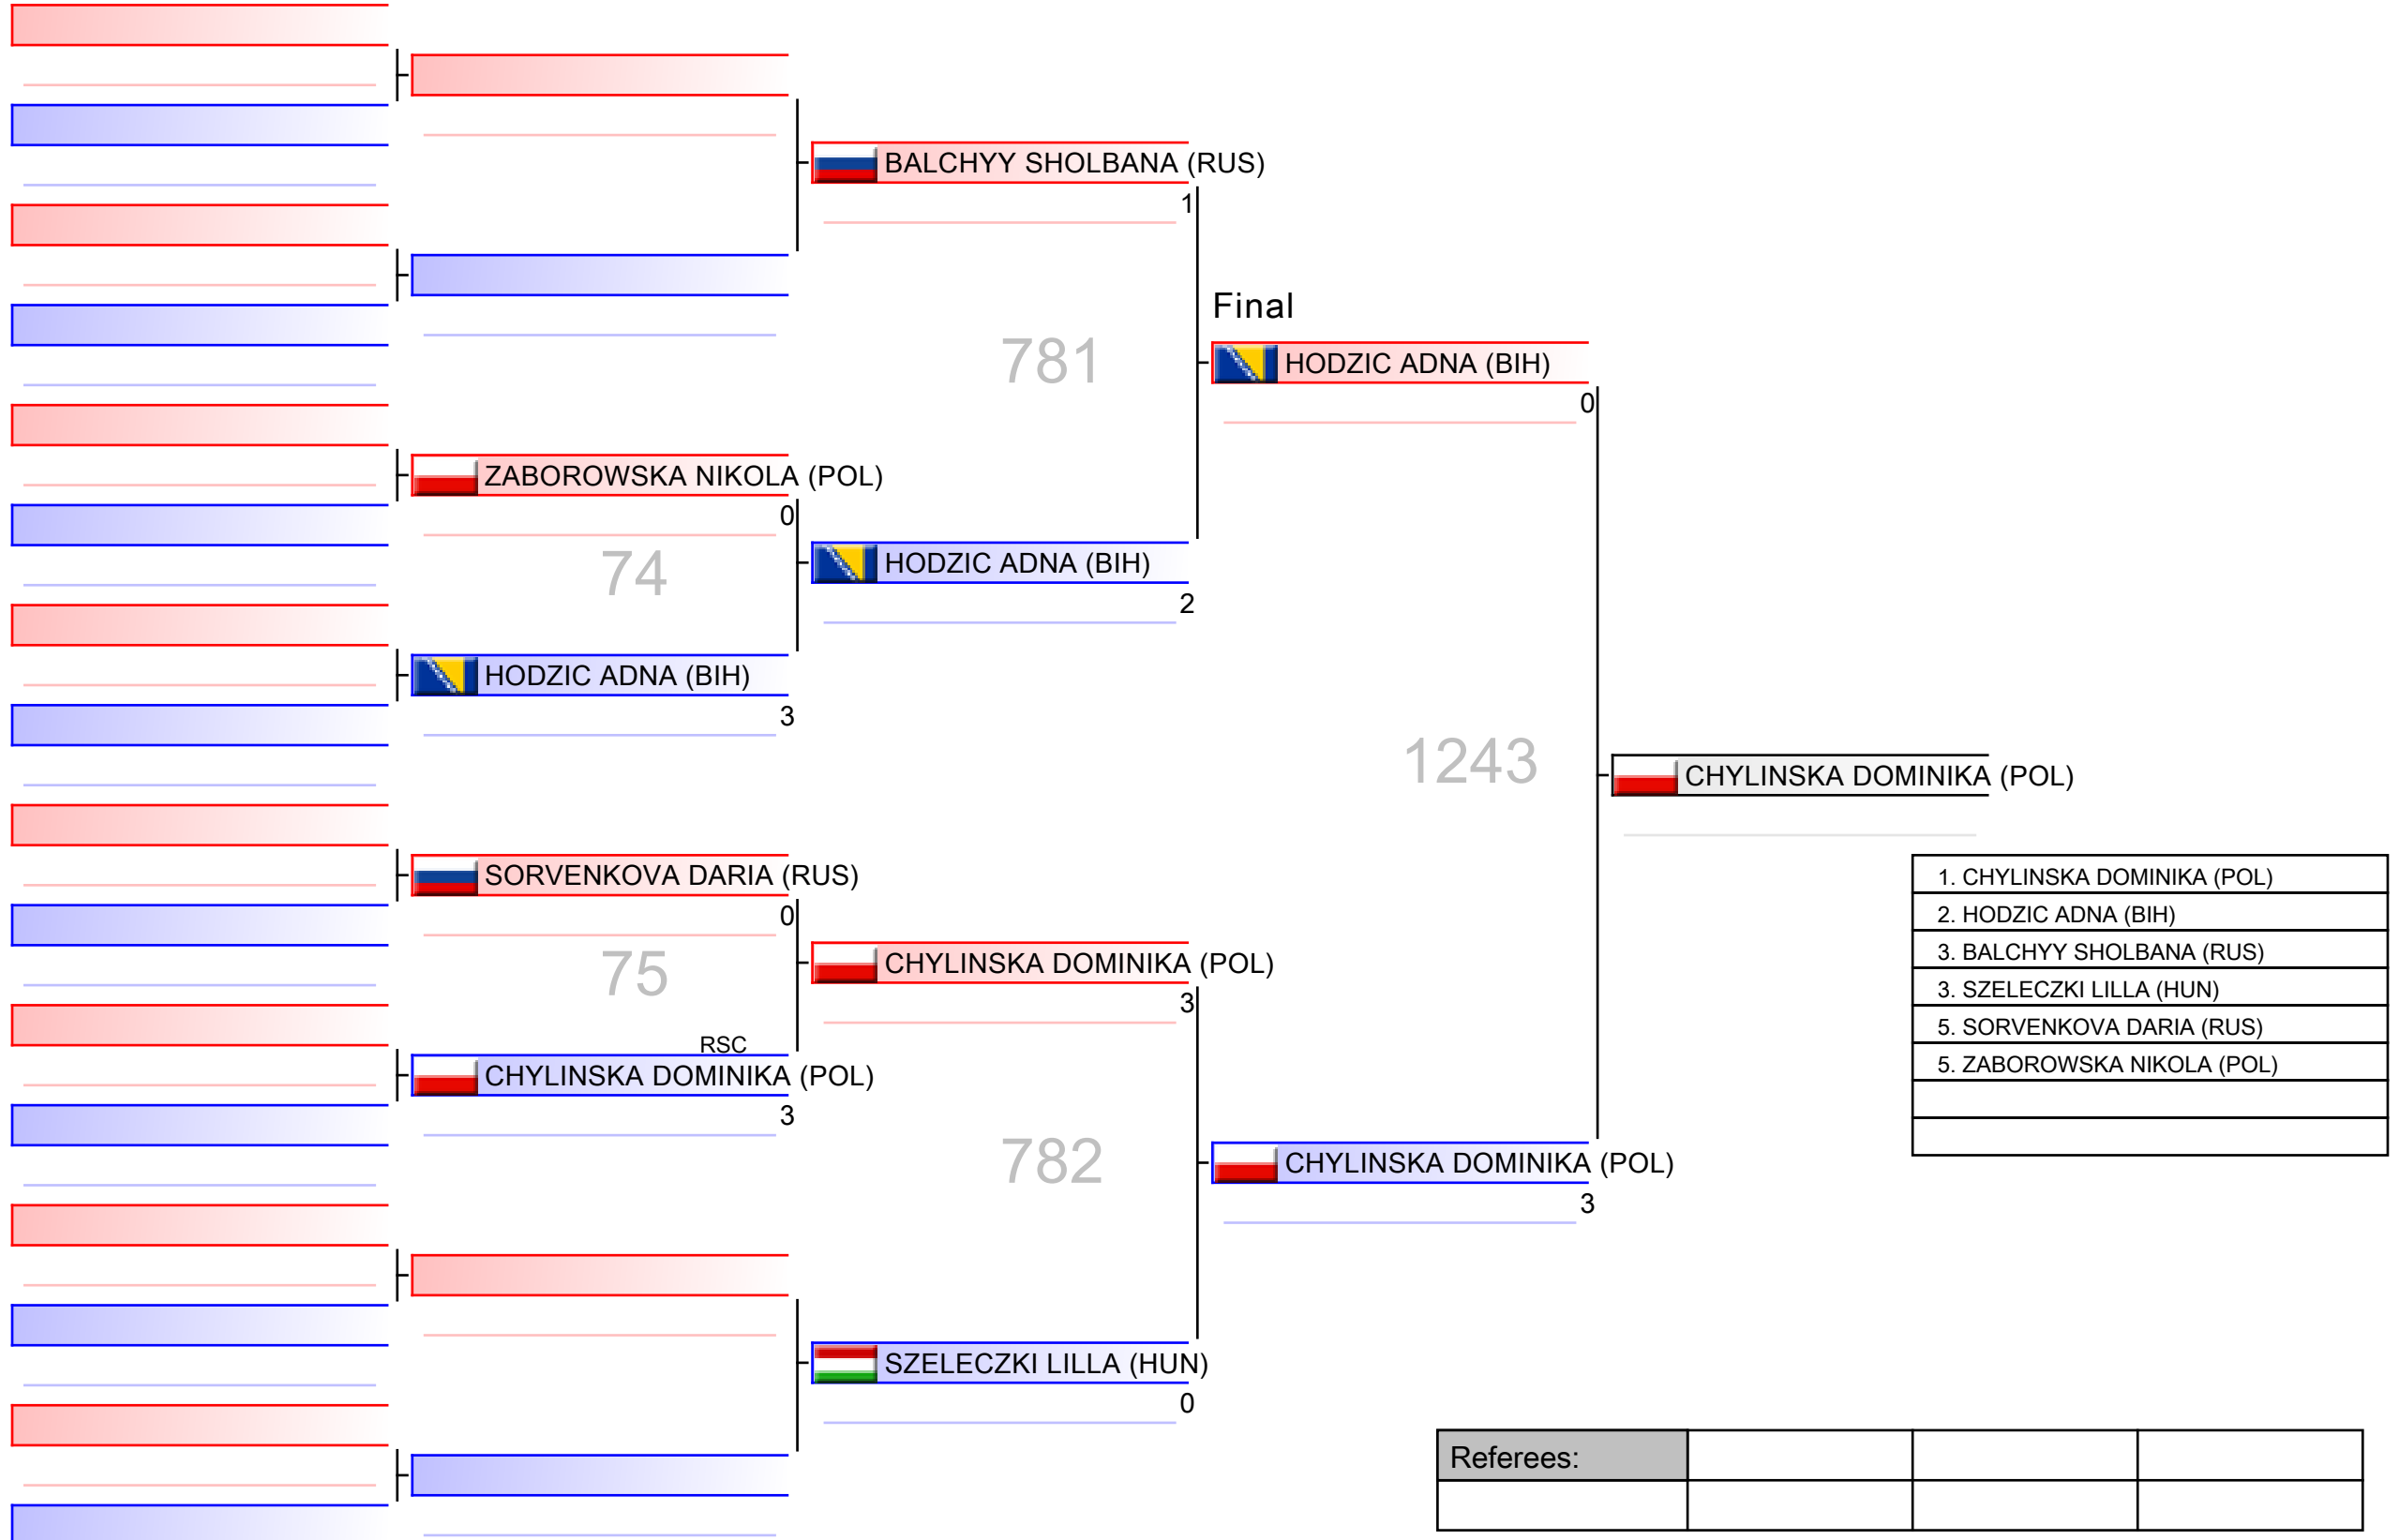 BALCHYY SHOLBANA (RUS)
1
Final
781
HODZIC ADNA (BIH)
0
ZABOROWSKA NIKOLA (POL)
0
74
HODZIC ADNA (BIH)
2
HODZIC ADNA (BIH)
3
1243
CHYLINSKA DOMINIKA (POL)
SORVENKOVA DARIA (RUS)
0
75
CHYLINSKA DOMINIKA (POL)
3
RSC
CHYLINSKA DOMINIKA (POL)
3
782
CHYLINSKA DOMINIKA (POL)
3
SZELECZKI LILLA (HUN)
0
1. CHYLINSKA DOMINIKA (POL)
2. HODZIC ADNA (BIH)
3. BALCHYY SHOLBANA (RUS)
3. SZELECZKI LILLA (HUN)
5. SORVENKOVA DARIA (RUS)
5. ZABOROWSKA NIKOLA (POL)
Referees: